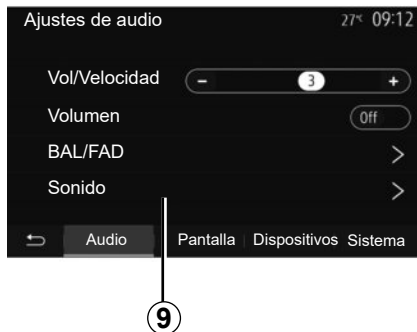 Ajustes de audio 27°C 09:12
Vol/Velocidad - 3 +
Volumen Off
BAL/FAD >
Sonido >
Audio Pantalla Dispositivos Sistema
9